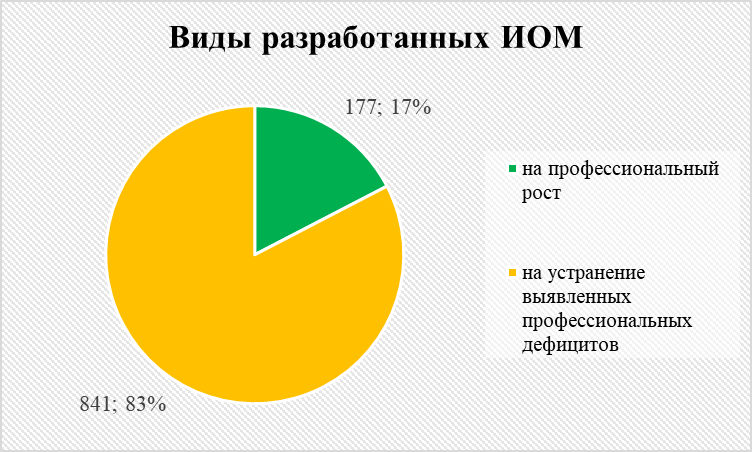 Виды разработанных ИОМ
177; 17%
841; 83%
на профессиональный
рост
на устранение
выявленных
профессиональных
дефицитов